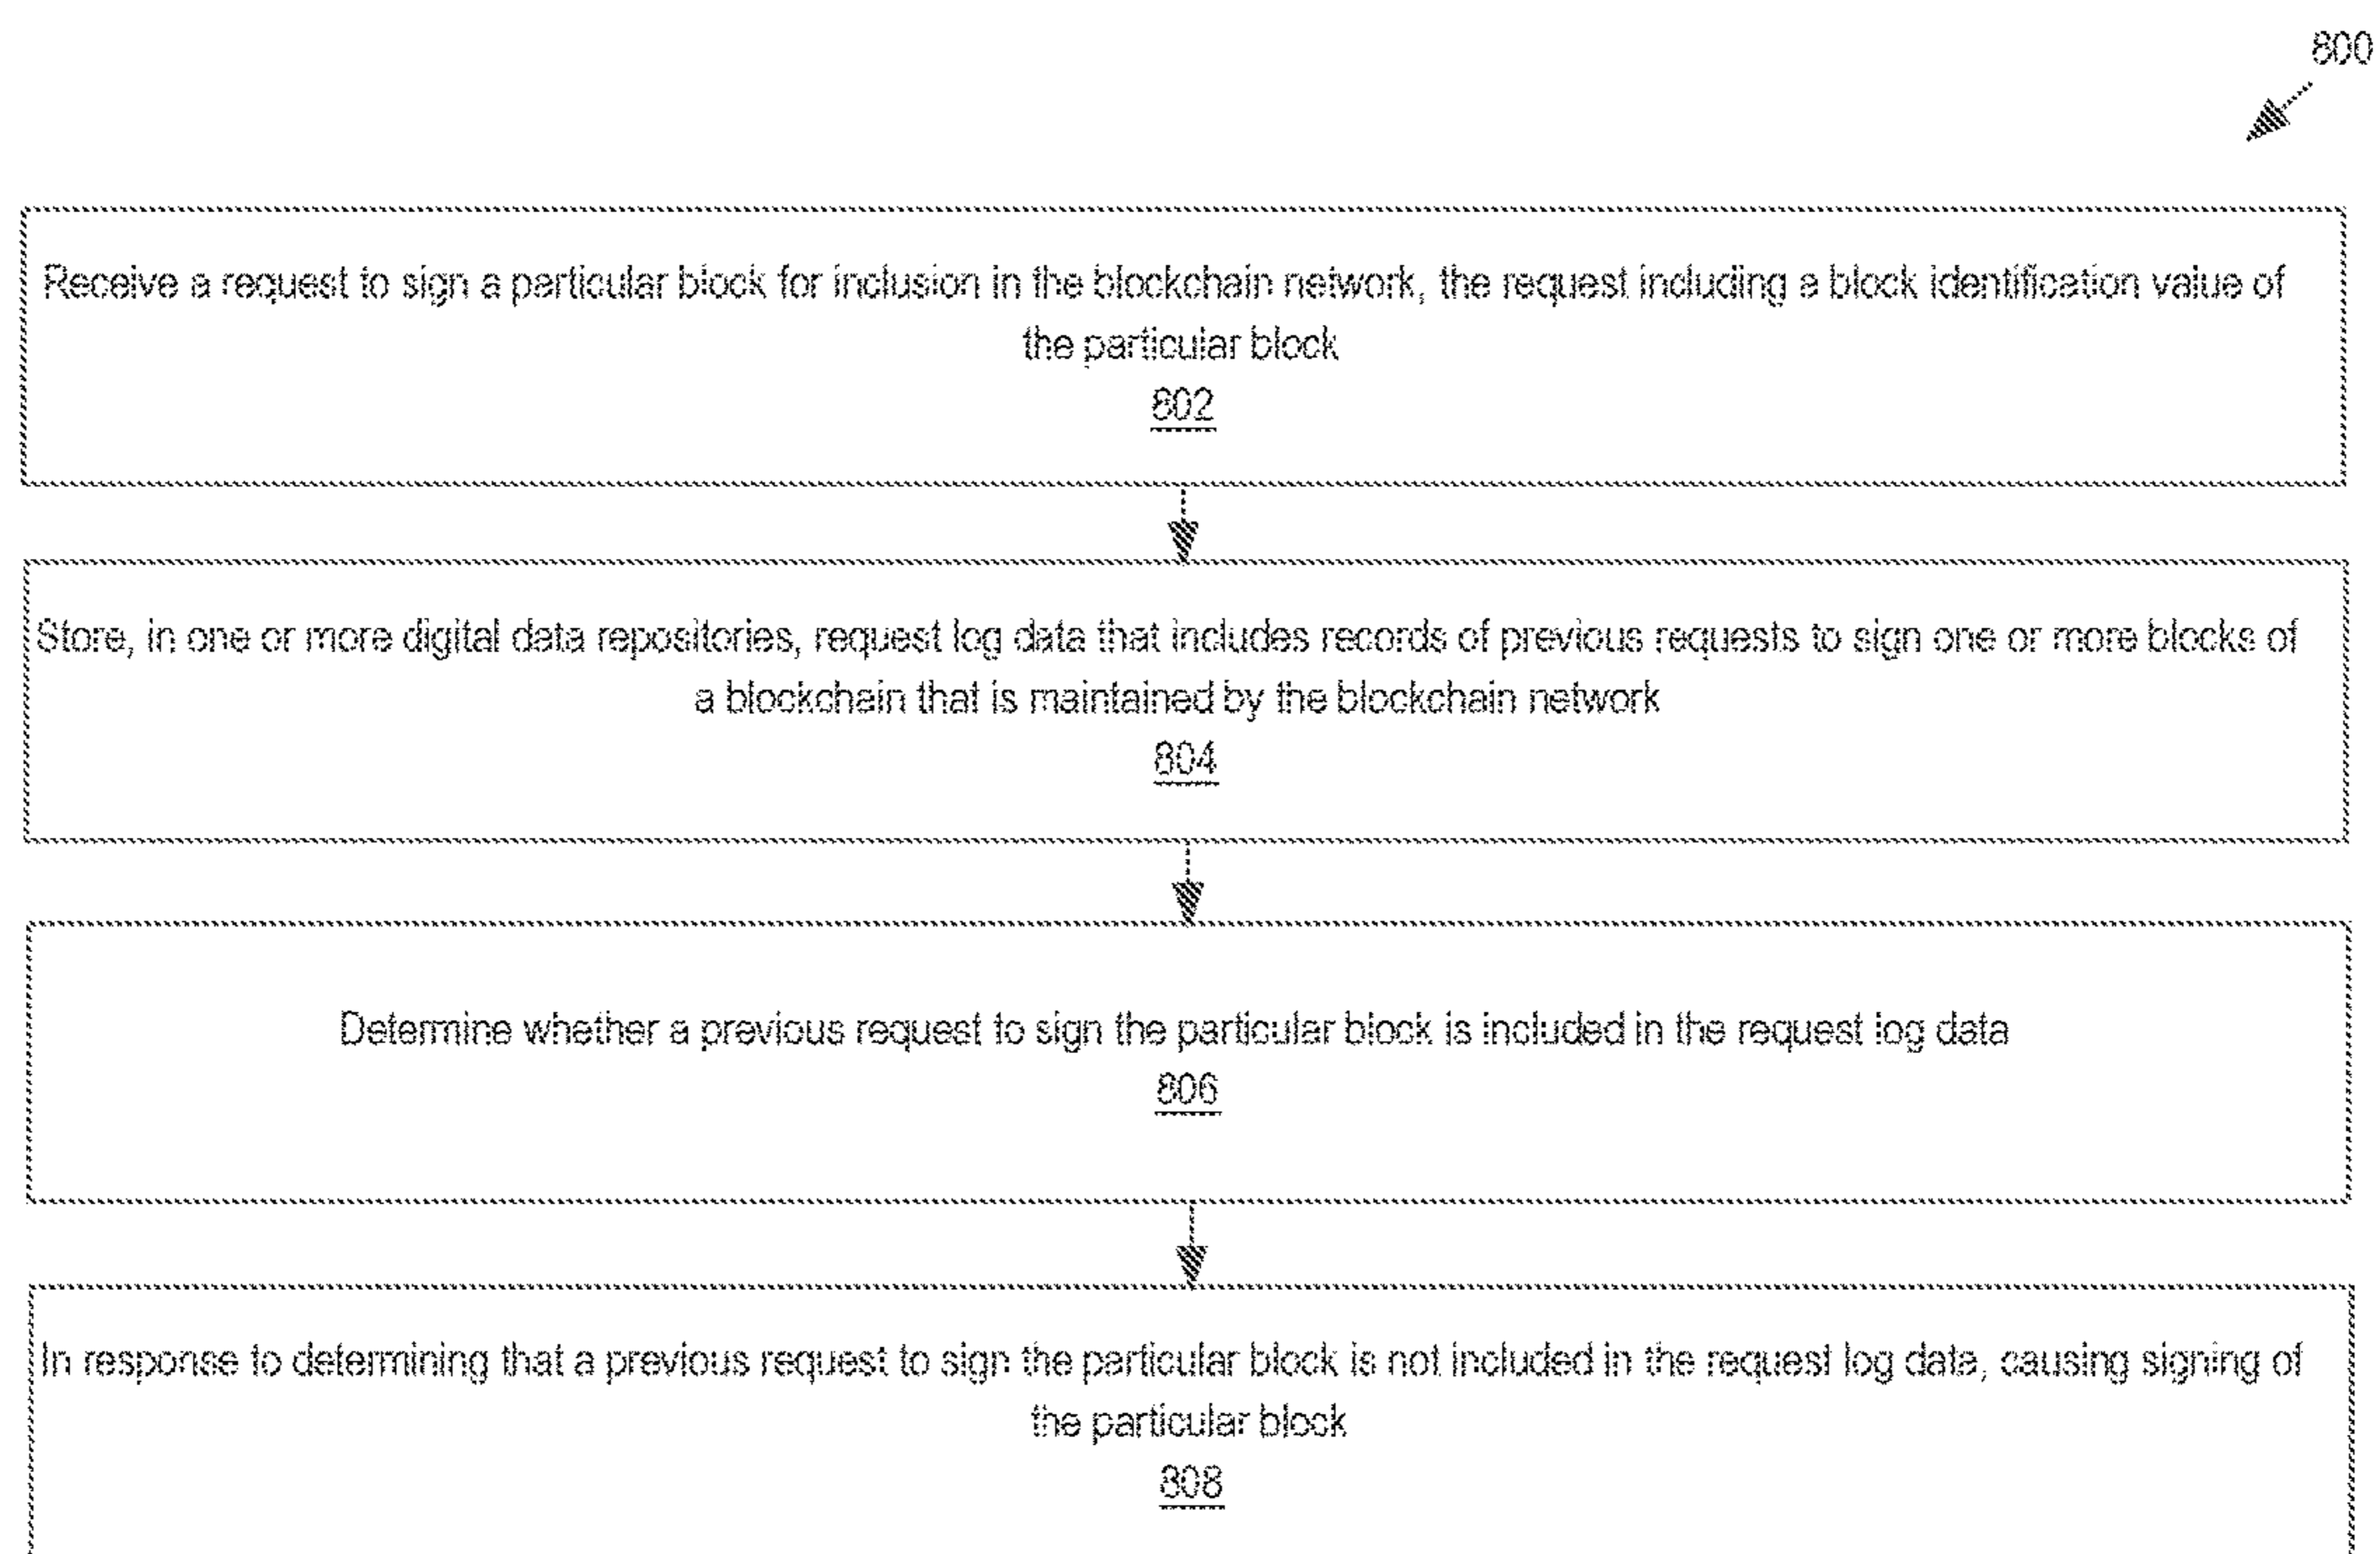 800
Receive a request to sign a particular block for inclusion in the blockchain network, the request including a block identification value of
the particular block
802
Store, in one or more digital data repositories, request log data that includes records of previous requests to sign one or more blocks of
a blockchain that is maintained by the blockchain network
804
Determine whether a previous request to sign the particular block is included in the request log data
806
In response to determining that a previous request to sign the particular block is not included in the request log data, causing signing of
the particular block
808